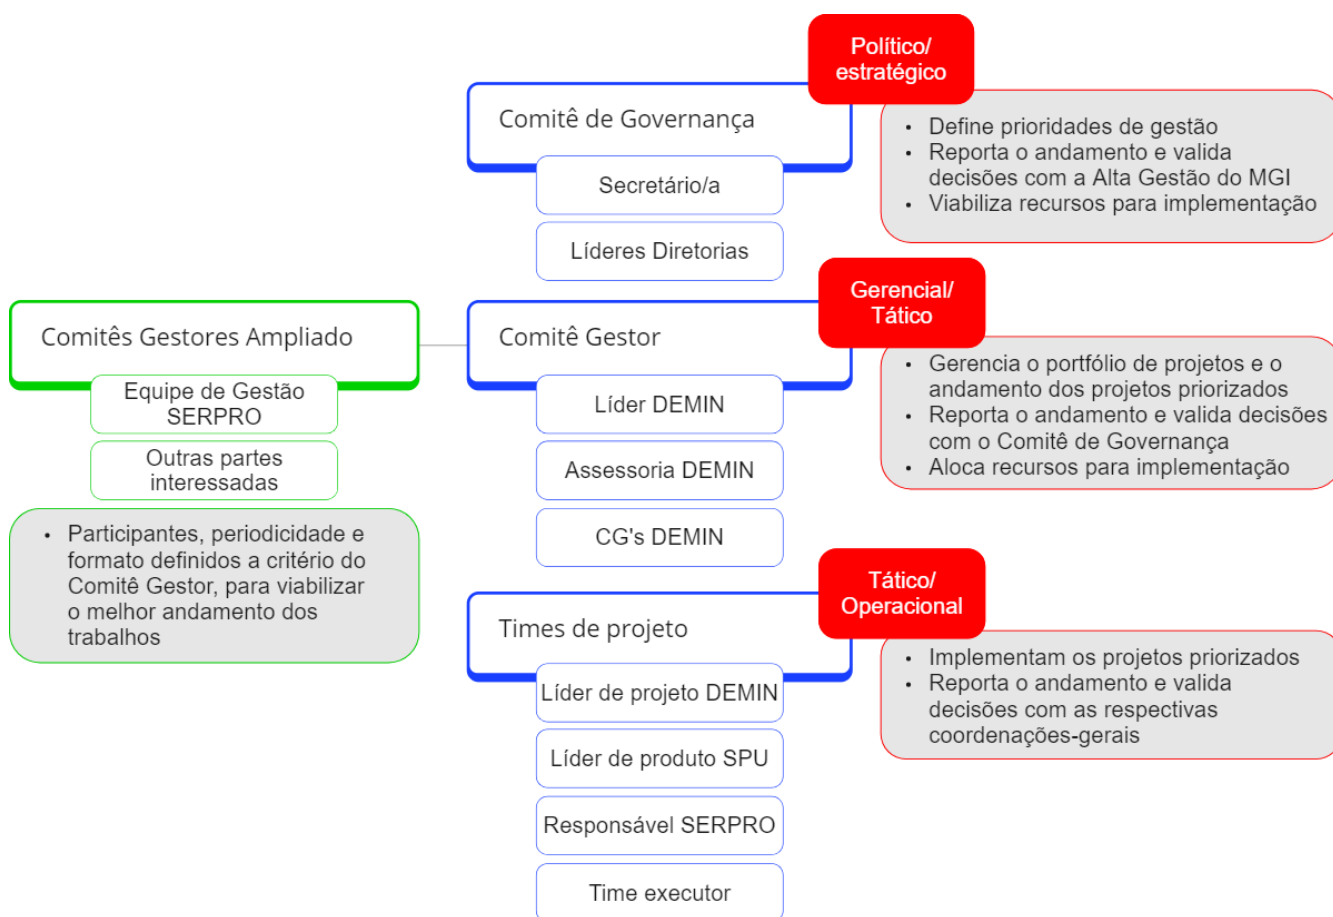 Político/
estratégico
Comitê de Governança
Secretário/a
Líderes Diretorias
• Define prioridades de gestão
• Reporta o andamento e valida
decisões com a Alta Gestão do MGI
• Viabiliza recursos para implementação
Comitês Gestores Ampliado
Equipe de Gestão
SERPRO
Outras partes
interessadas
• Participantes, periodicidade e
formato definidos a critério do
Comitê Gestor, para viabilizar
o melhor andamento dos
trabalhos
Gerencial/
Tático
Comitê Gestor
Líder DEMIN
Assessoria DEMIN
CG's DEMIN
• Gerencia o portfólio de projetos e o
andamento dos projetos priorizados
• Reporta o andamento e valida decisões
com o Comitê de Governança
• Aloca recursos para implementação
Tático/
Operacional
Times de projeto
Líder de projeto DEMIN
Líder de produto SPU
Responsável SERPRO
Time executor
• Implementam os projetos priorizados
• Reporta o andamento e valida
decisões com as respectivas
coordenações-gerais